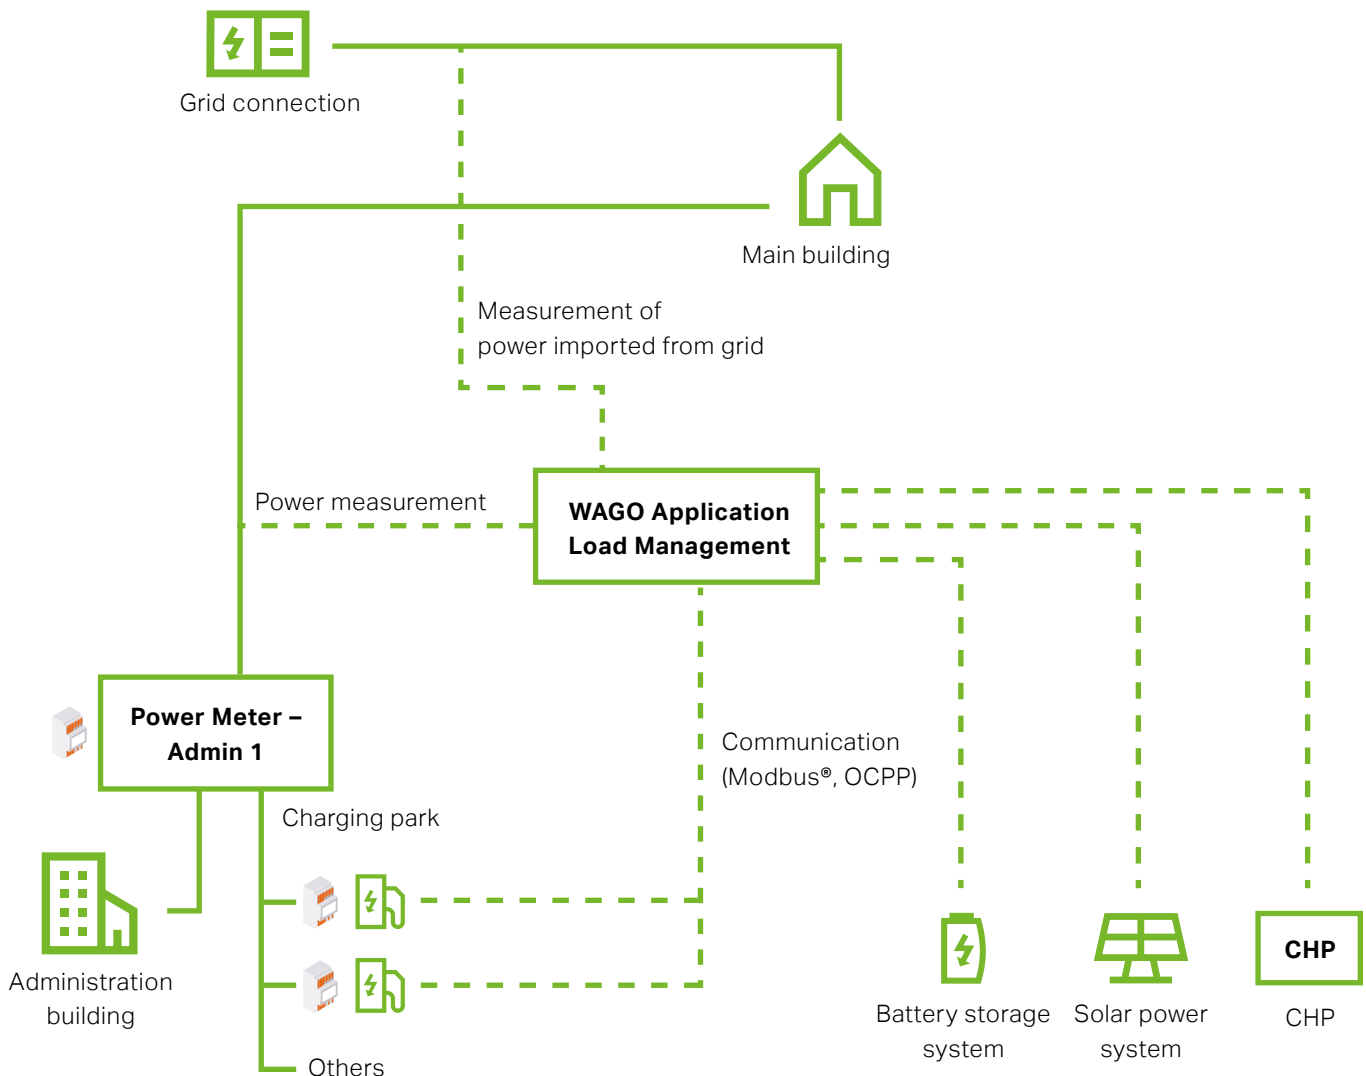 Grid connection
Main building
Measurement of
power imported from grid
Power measurement
WAGO Application
Load Management
Power Meter –
Admin 1
Communication
(Modbus®, OCPP)
Charging park
Administration
building
Others
Battery storage
system
Solar power
system
CHP
CHP